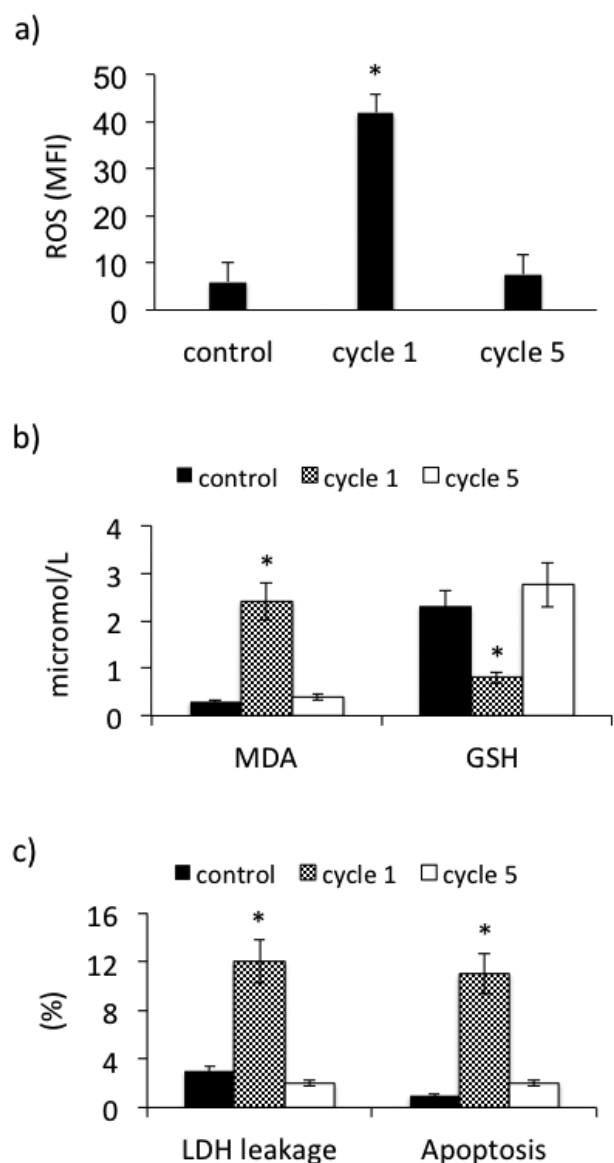 a)
50
40
30
20
10
0
ROS (MFI)
*
control cycle 1 cycle 5
b)
control cycle 1 cycle 5
4
3
2
1
0
micromol/L
*
*
MDA GSH
c)
control cycle 1 cycle 5
16
12
8
4
0
(%)
*
*
LDH leakage Apoptosis